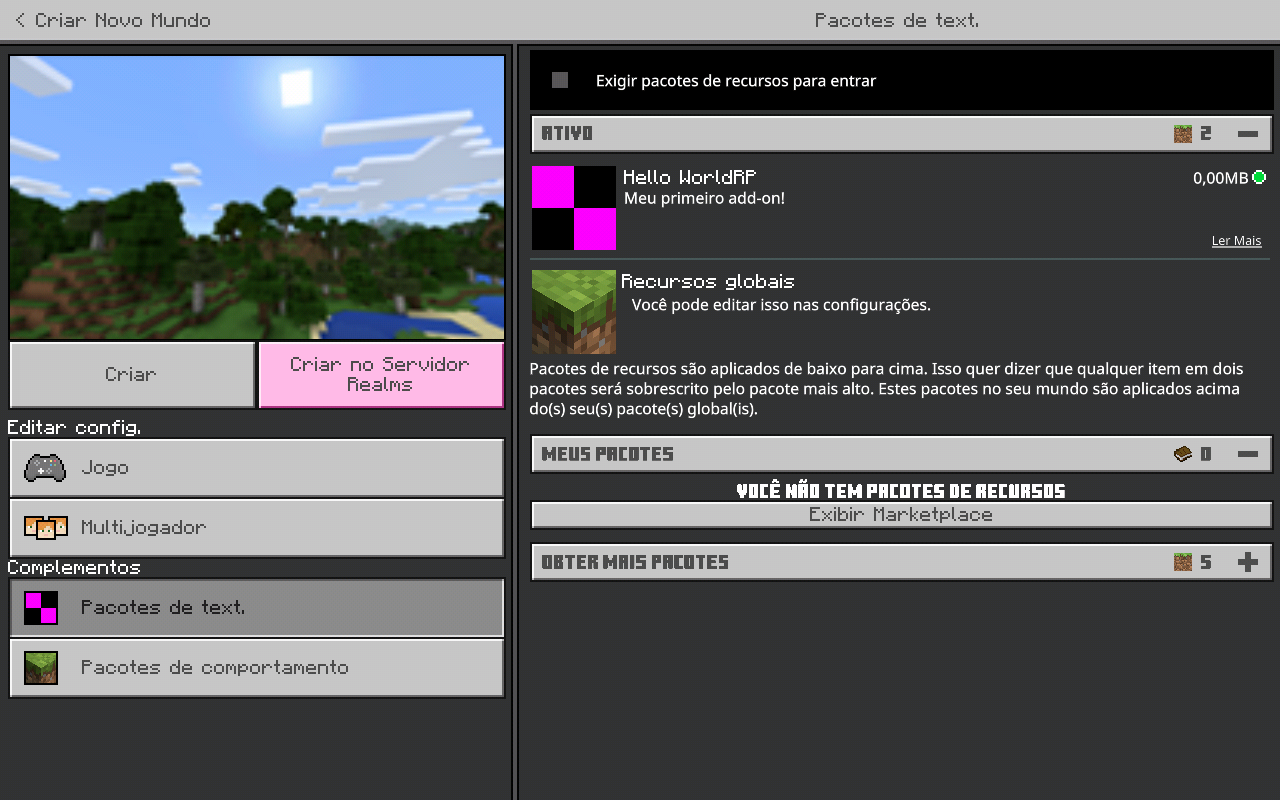 Criar Novo Mundo
Pacotes de text.
Criar
Criar no Servidor
Realms
Editar config.
Jogo
Multijogador
Complementos
Pacotes de text.
Pacotes de comportamento
Exigir pacotes de recursos para entrar
ATIVO 2
Hello WorldRP
0,00MB
Meu primeiro add-on!
Ler Mais
Recursos globais
Você pode editar isso nas configurações.
Pacotes de recursos são aplicados de baixo para cima. Isso quer dizer que qualquer item em dois
pacotes será sobrescrito pelo pacote mais alto. Estes pacotes no seu mundo são aplicados acima
do(s) seu(s) pacote(s) global(is).
MEUS PACOTES 0
VOCÊ NÃO TEM PACOTES DE RECURSOS
Exibir Marketplace
OBTER MAIS PACOTES 5